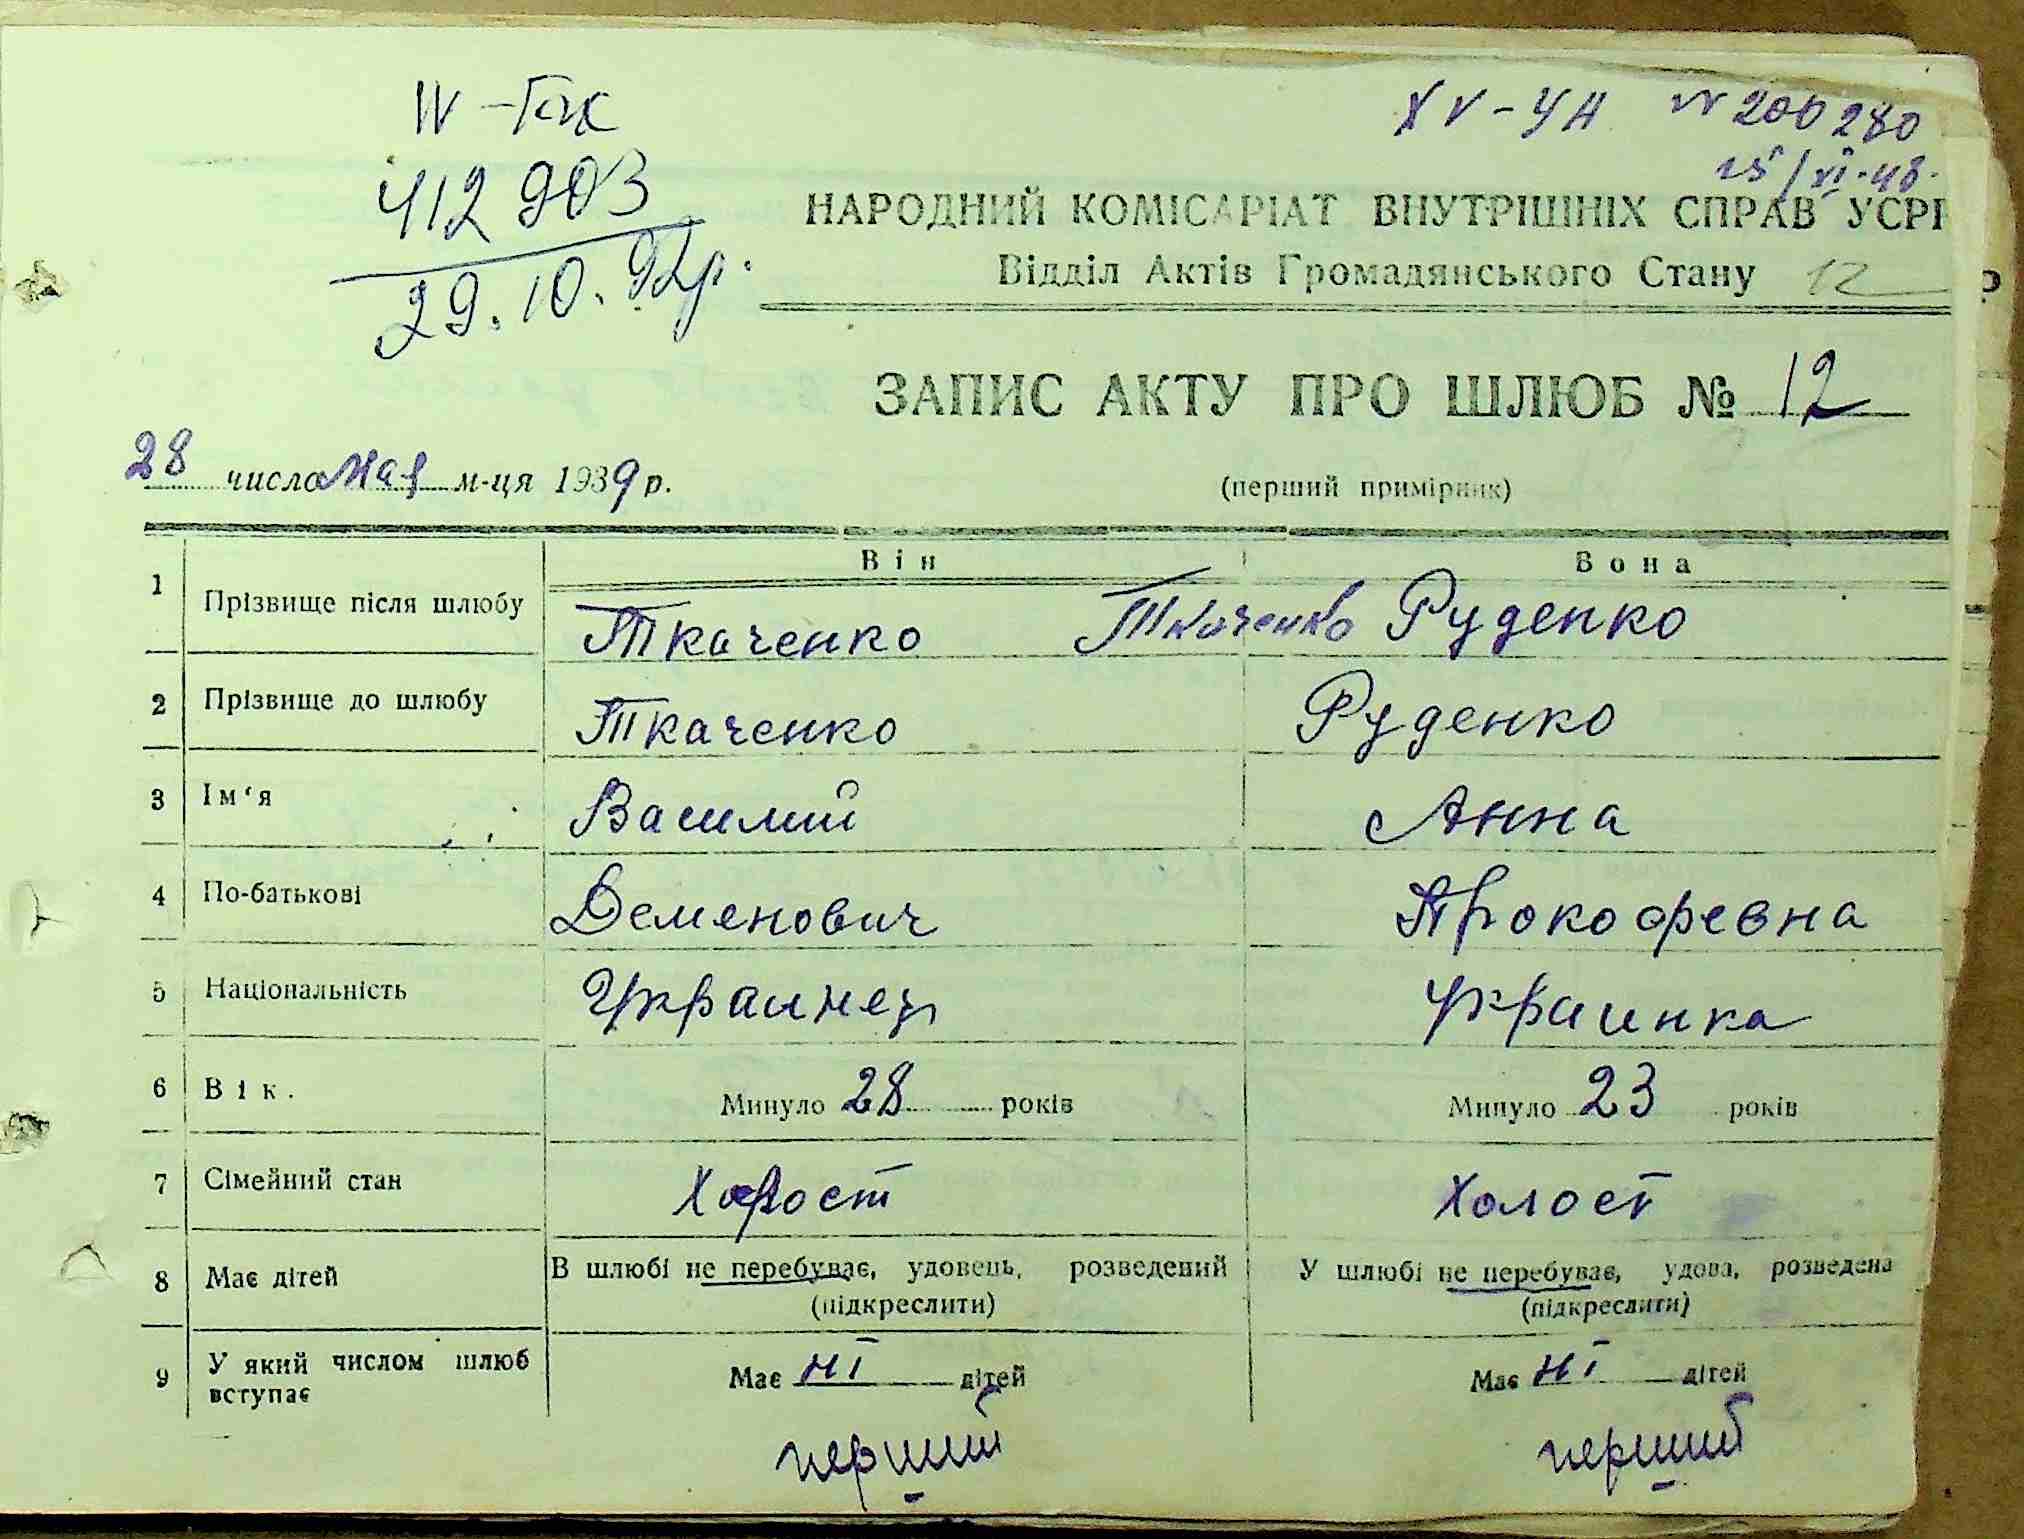 IV-ГАК
XV-УН № 200280
412903
25/VI-48.
29.10.92р.
НАРОДНИЙ КОМІСАРІАТ ВНУТРІШНІХ СПРАВ УСРР
Відділ Актів Громадянського Стану 12
ЗАПИС АКТУ ПРО ШЛЮБ № 12
28 числа мая м-ця 1939 р.
(перший примірник)
Він Вона
1 Прізвище після шлюбу Ткаченко Ткаченко Руденко
2 Прізвище до шлюбу Ткаченко Руденко
3 Ім‘я Василий Анна
4 По-батькові Деменович Прокофевна
5 Національність Украинец Украинка
6 Вік. Минуло 28 років Минуло 23 років
7 Сімейний стан Холост Холост
8 Має дітей В шлюбі не перебуває, удовець, розведений У шлюбі не перебуває, удова, розведена
(підкреслити) (підкреслити)
9 У який числом шлюб вступає Має ні дітей Має ні дітей
перший перший